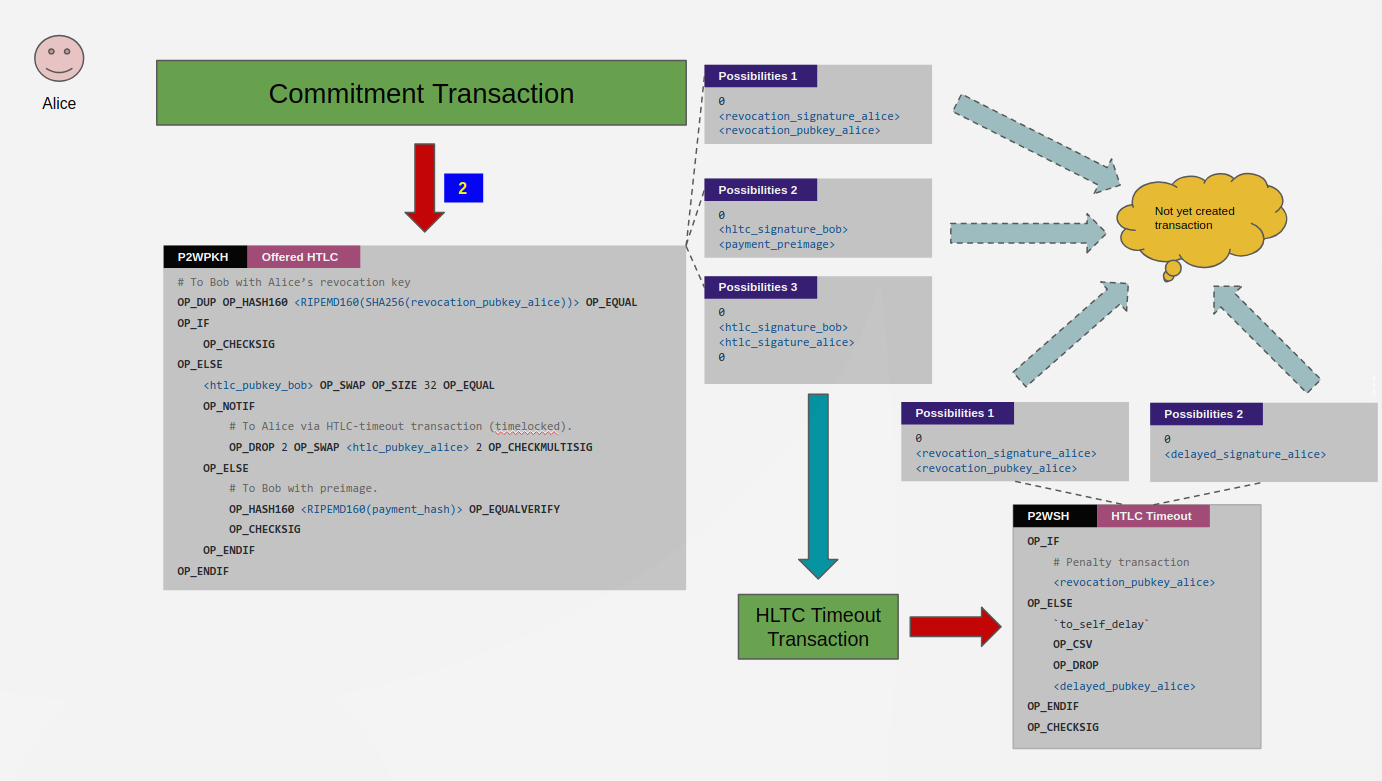 Alice
Commitment Transaction
2
P2WPKH
Offered HTLC
# To Bob with Alice's revocation key
OP_DUP OP_HASH160 <RIPEMD160(SHA256(revocation_pubkey_alice))> OP_EQUAL
OP_IF
OP_CHECKSIG
OP_ELSE
<htlc_pubkey_bob> OP_SWAP OP_SIZE 32 OP_EQUAL
OP_NOTIF
# To Alice via HTLC-timeout transaction (timelocked).
OP_DROP 2 OP_SWAP <htlc_pubkey_alice> 2 OP_CHECKMULTISIG
OP_ELSE
# To Bob with preimage.
OP_HASH160 <RIPEMD160(payment_hash)> OP_EQUALVERIFY
OP_CHECKSIG
OP_ENDIF
OP_ENDIF
Possibilities 1
0
<revocation_signature_alice>
<revocation_pubkey_alice>
Possibilities 2
0
<hltc_signature_bob>
<payment_preimage>
Possibilities 3
0
<htlc_signature_bob>
<htlc_sigature_alice>
0
Not yet created
transaction
Possibilities 1
0
<revocation_signature_alice>
<revocation_pubkey_alice>
Possibilities 2
0
<delayed_signature_alice>
HLTC Timeout
Transaction
P2WSH
HTLC Timeout
OP_IF
# Penalty transaction
<revocation_pubkey_alice>
OP_ELSE
`to_self_delay`
OP_CSV
OP_DROP
<delayed_pubkey_alice>
OP_ENDIF
OP_CHECKSIG